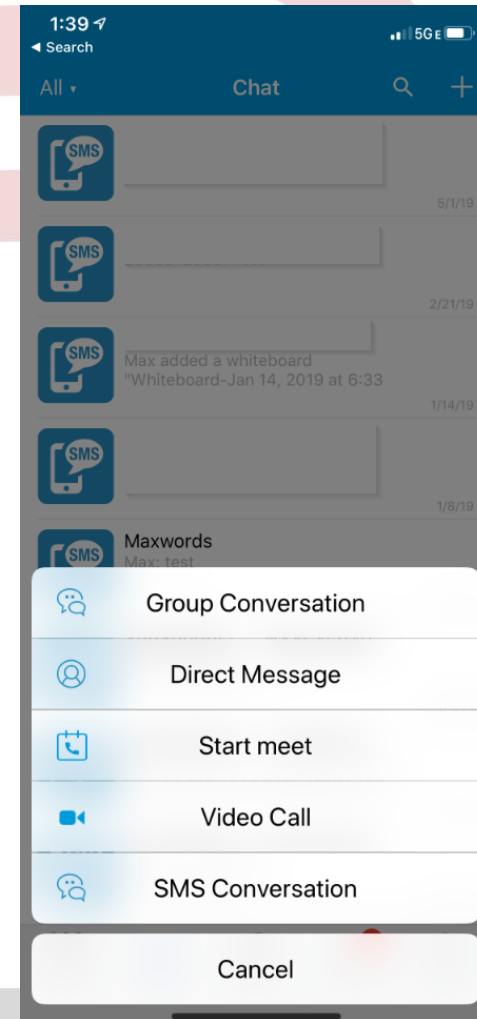 1:39
5G E
◀ Search
All ▾
Chat
SMS
5/1/19
SMS
2/21/19
SMS
Max added a whiteboard
"Whiteboard-Jan 14, 2019 at 6:33
1/14/19
SMS
1/8/19
SMS
Maxwords
Max: test
Group Conversation
Direct Message
Start meet
Video Call
SMS Conversation
Cancel